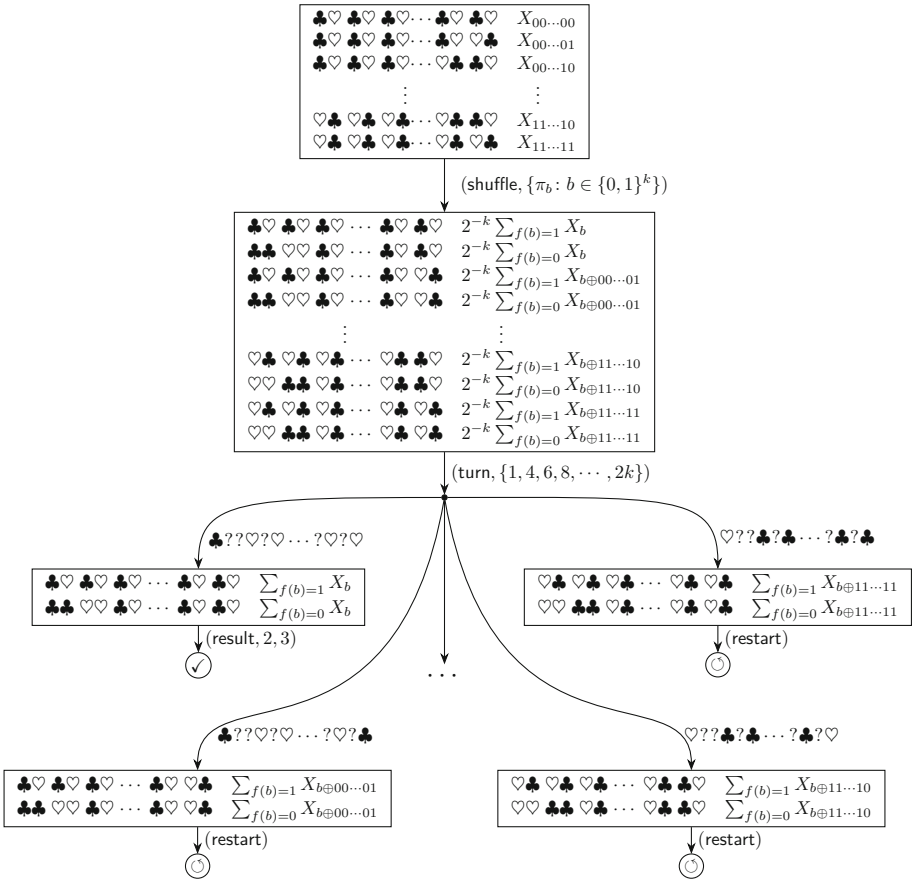 ♣♡ ♣♡ ♣♡ ··· ♣♡ ♣♡ X_{00···00}
♣♡ ♣♡ ♣♡ ··· ♣♡ ♡♣ X_{00···01}
♣♡ ♣♡ ♣♡ ··· ♡♣ ♣♡ X_{00···10}
⋮ ⋮
♡♣ ♡♣ ♡♣ ··· ♡♣ ♣♡ X_{11···10}
♡♣ ♡♣ ♡♣ ··· ♡♣ ♡♣ X_{11···11}
(shuffle, {π_b : b ∈ {0, 1}^k})
♣♡ ♣♡ ♣♡ ··· ♣♡ ♣♡ 2^{-k} ∑_{f(b)=1} X_b
♣♣ ♡♡ ♣♡ ··· ♣♡ ♣♡ 2^{-k} ∑_{f(b)=0} X_b
♣♡ ♣♡ ♣♡ ··· ♣♡ ♡♣ 2^{-k} ∑_{f(b)=1} X_{b⊕00···01}
♣♣ ♡♡ ♣♡ ··· ♣♡ ♡♣ 2^{-k} ∑_{f(b)=0} X_{b⊕00···01}
⋮ ⋮
♡♣ ♡♣ ♡♣ ··· ♡♣ ♣♡ 2^{-k} ∑_{f(b)=1} X_{b⊕11···10}
♡♡ ♣♣ ♡♣ ··· ♡♣ ♣♡ 2^{-k} ∑_{f(b)=0} X_{b⊕11···10}
♡♣ ♡♣ ♡♣ ··· ♡♣ ♡♣ 2^{-k} ∑_{f(b)=1} X_{b⊕11···11}
♡♡ ♣♣ ♡♣ ··· ♡♣ ♡♣ 2^{-k} ∑_{f(b)=0} X_{b⊕11···11}
(turn, {1, 4, 6, 8, ··· , 2k})
♣??♡?♡ ··· ?♡?♡
♣♡ ♣♡ ♣♡ ··· ♣♡ ♣♡ ∑_{f(b)=1} X_b
♣♣ ♡♡ ♣♡ ··· ♣♡ ♣♡ ∑_{f(b)=0} X_b
(result, 2, 3)
✓
♡??♣?♣ ··· ?♣?♣
♡♣ ♡♣ ♡♣ ··· ♡♣ ♡♣ ∑_{f(b)=1} X_{b⊕11···11}
♡♡ ♣♣ ♡♣ ··· ♡♣ ♡♣ ∑_{f(b)=0} X_{b⊕11···11}
(restart)
↺
···
♣??♡?♡ ··· ?♡?♣
♣♡ ♣♡ ♣♡ ··· ♣♡ ♡♣ ∑_{f(b)=1} X_{b⊕00···01}
♣♣ ♡♡ ♣♡ ··· ♣♡ ♡♣ ∑_{f(b)=0} X_{b⊕00···01}
(restart)
↺
♡??♣?♣ ··· ?♣?♡
♡♣ ♡♣ ♡♣ ··· ♡♣ ♣♡ ∑_{f(b)=1} X_{b⊕11···10}
♡♡ ♣♣ ♡♣ ··· ♡♣ ♣♡ ∑_{f(b)=0} X_{b⊕11···10}
(restart)
↺